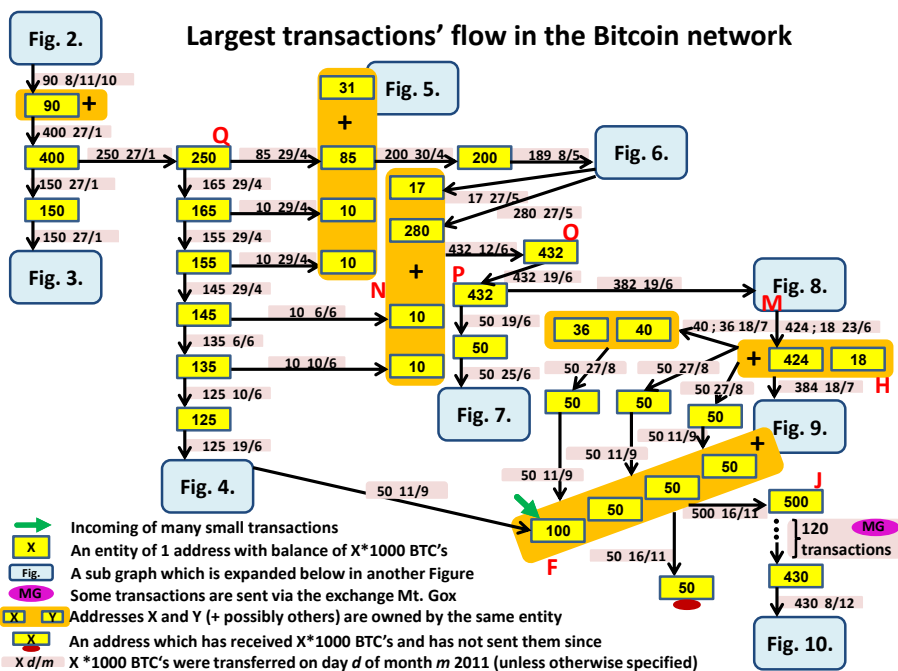 Largest transactions' flow in the Bitcoin network
Fig. 2.
90 8/11/10
90 +
400 27/1
400
250 27/1
Q
250
85 29/4
31
+
85
Fig. 5.
200 30/4
200
189 8/5
Fig. 6.
150 27/1
150
150 27/1
Fig. 3.
165 29/4
165
10 29/4
10
155 29/4
155
10 29/4
10
145 29/4
145
10 6/6
10
135 6/6
135
10 10/6
10
125 10/6
125
125 19/6
Fig. 4.
17
17 27/5
280
280 27/5
+
N
432 12/6
O
432
432 19/6
P
432
382 19/6
Fig. 8.
50 19/6
50
50 25/6
Fig. 7.
M
424 ; 18 23/6
+
424
18
H
40 ; 36 18/7
36
40
384 18/7
Fig. 9.
50 27/8
50 27/8
50 27/8
50
50
50
50 11/9
50 11/9
50 11/9
50 11/9
+
100
50
50
50
F
500 16/11
J
500
120
transactions
MG
430
430 8/12
Fig. 10.
50 16/11
50
Incoming of many small transactions
X
An entity of 1 address with balance of X*1000 BTC's
Fig.
A sub graph which is expanded below in another Figure
MG
Some transactions are sent via the exchange Mt. Gox
X Y
Addresses X and Y (+ possibly others) are owned by the same entity
X
An address which has received X*1000 BTC's and has not sent them since
X d/m
X *1000 BTC's were transferred on day d of month m 2011 (unless otherwise specified)